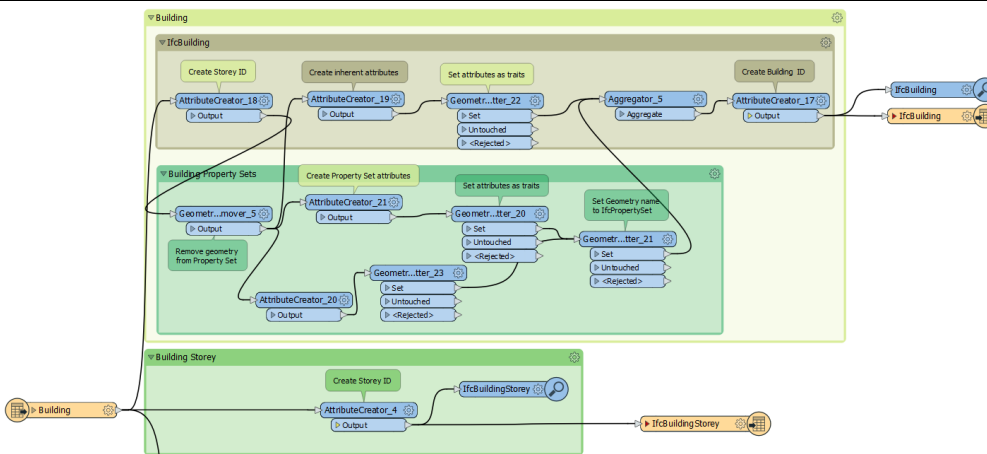 Building
IfcBuilding
Create Storey ID
Create inherent attributes
Set attributes as traits
Create Building ID
AttributeCreator_18
Output
AttributeCreator_19
Output
Geometr...tter_22
Set
Untouched
<Rejected>
Aggregator_5
Aggregate
AttributeCreator_17
Output
IfcBuilding
IfcBuilding
Building Property Sets
Create Property Set attributes
Set attributes as traits
Set Geometry name
to IfcPropertySet
Geometr...mover_5
Output
Remove geometry
from Property Set
AttributeCreator_21
Output
Geometr...tter_20
Set
Untouched
<Rejected>
Geometr...tter_21
Set
Untouched
<Rejected>
AttributeCreator_20
Output
Geometr...tter_23
Set
Untouched
<Rejected>
Building Storey
Create Storey ID
Building
AttributeCreator_4
Output
IfcBuildingStorey
IfcBuildingStorey